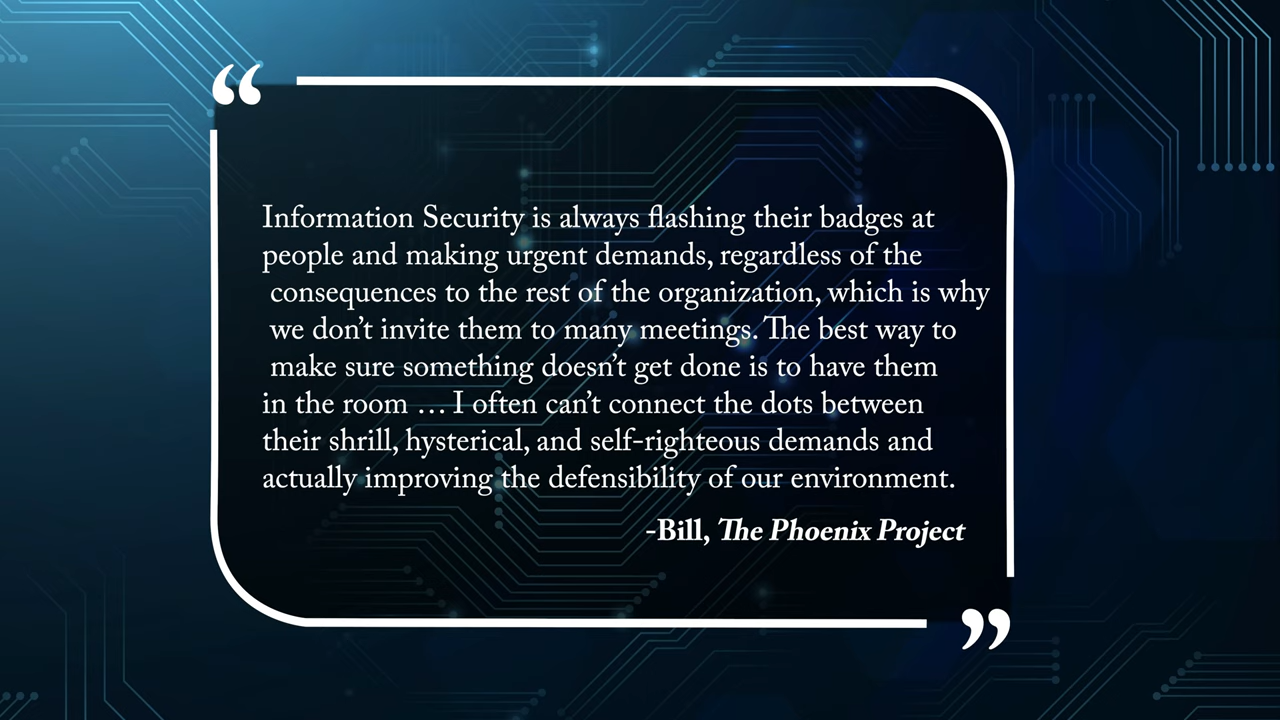 “
Information Security is always flashing their badges at
people and making urgent demands, regardless of the
consequences to the rest of the organization, which is why
we don’t invite them to many meetings. The best way to
make sure something doesn’t get done is to have them
in the room … I often can’t connect the dots between
their shrill, hysterical, and self-righteous demands and
actually improving the defensibility of our environment.
-Bill, The Phoenix Project
”